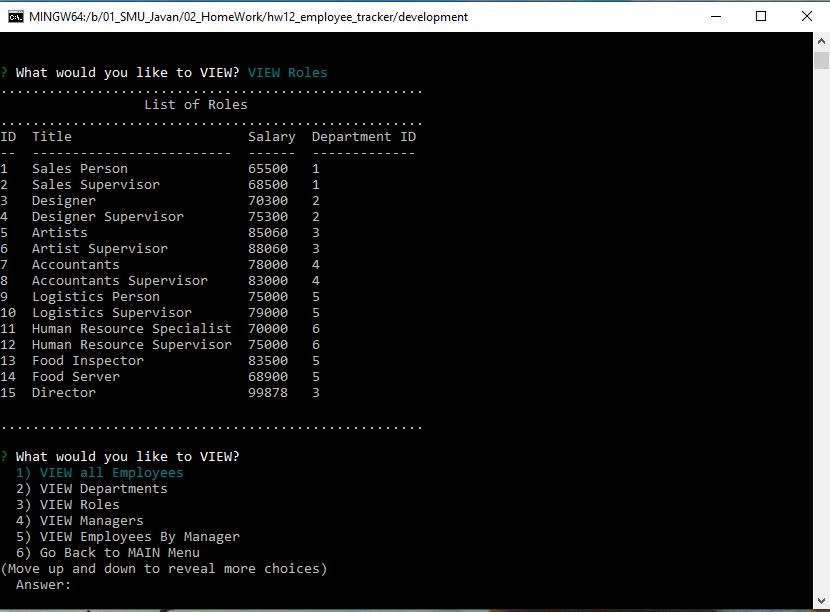 MINGW64:/b/01_SMU_Javan/02_HomeWork/hw12_employee_tracker/development
? What would you like to VIEW? VIEW Roles
.....................................................
List of Roles
.....................................................
ID  Title                      Salary  Department ID
--  -------------------------  ------  -------------
1   Sales Person               65500   1
2   Sales Supervisor           68500   1
3   Designer                   70300   2
4   Designer Supervisor        75300   2
5   Artists                    85060   3
6   Artist Supervisor          88060   3
7   Accountants                78000   4
8   Accountants Supervisor     83000   4
9   Logistics Person           75000   5
10  Logistics Supervisor       79000   5
11  Human Resource Specialist  70000   6
12  Human Resource Supervisor  75000   6
13  Food Inspector             83500   5
14  Food Server                68900   5
15  Director                   99878   3
.....................................................
? What would you like to VIEW?
1) VIEW all Employees
2) VIEW Departments
3) VIEW Roles
4) VIEW Managers
5) VIEW Employees By Manager
6) Go Back to MAIN Menu
(Move up and down to reveal more choices)
Answer: